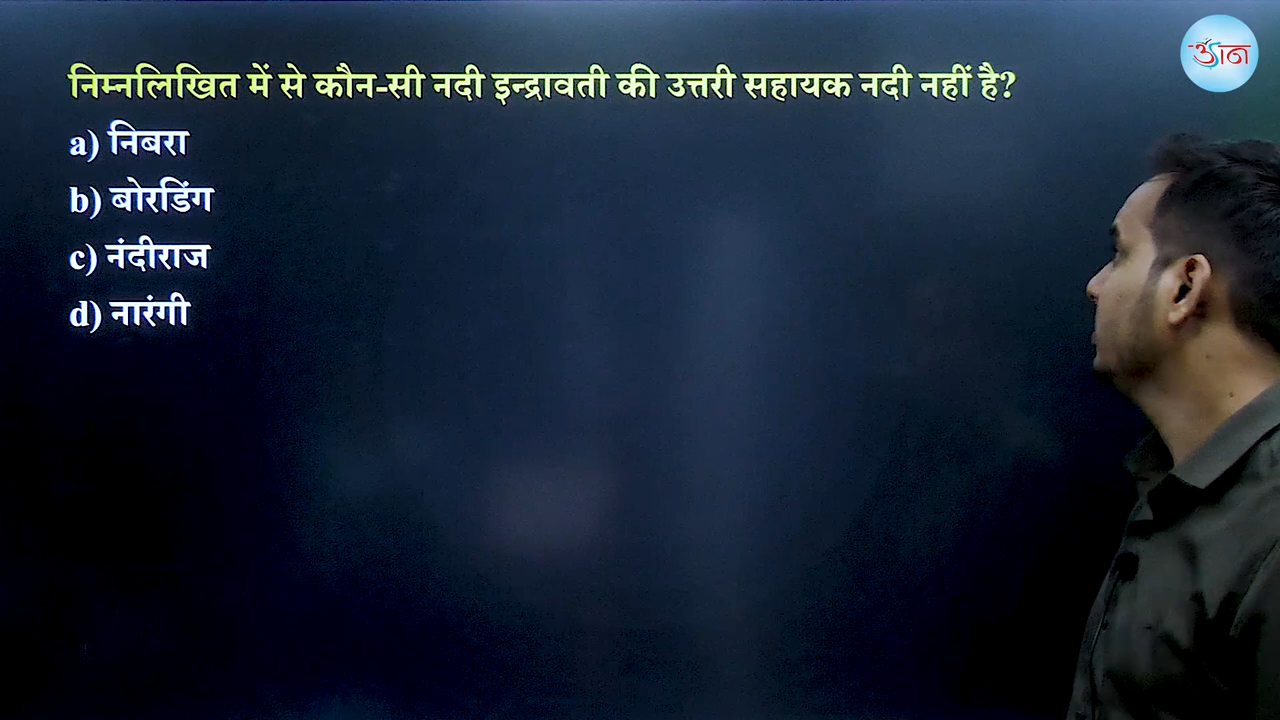 निम्नलिखित में से कौन-सी नदी इन्द्रावती की उत्तरी सहायक नदी नहीं है?
a) निबरा
b) बोरडिंग
c) नंदीराज
d) नारंगी